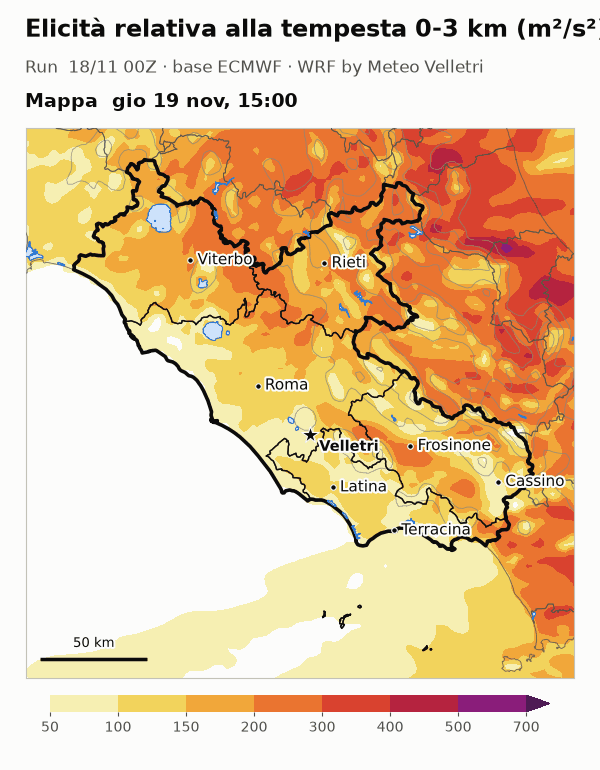 Elicità relativa alla tempesta 0-3 km (m²/s²)
Run 18/11 00Z · base ECMWF · WRF by Meteo Velletri
Mappa gio 19 nov, 15:00
Viterbo
Rieti
Roma
Velletri
Frosinone
Latina
Cassino
Terracina
50 km
50 100 150 200 300 400 500 700